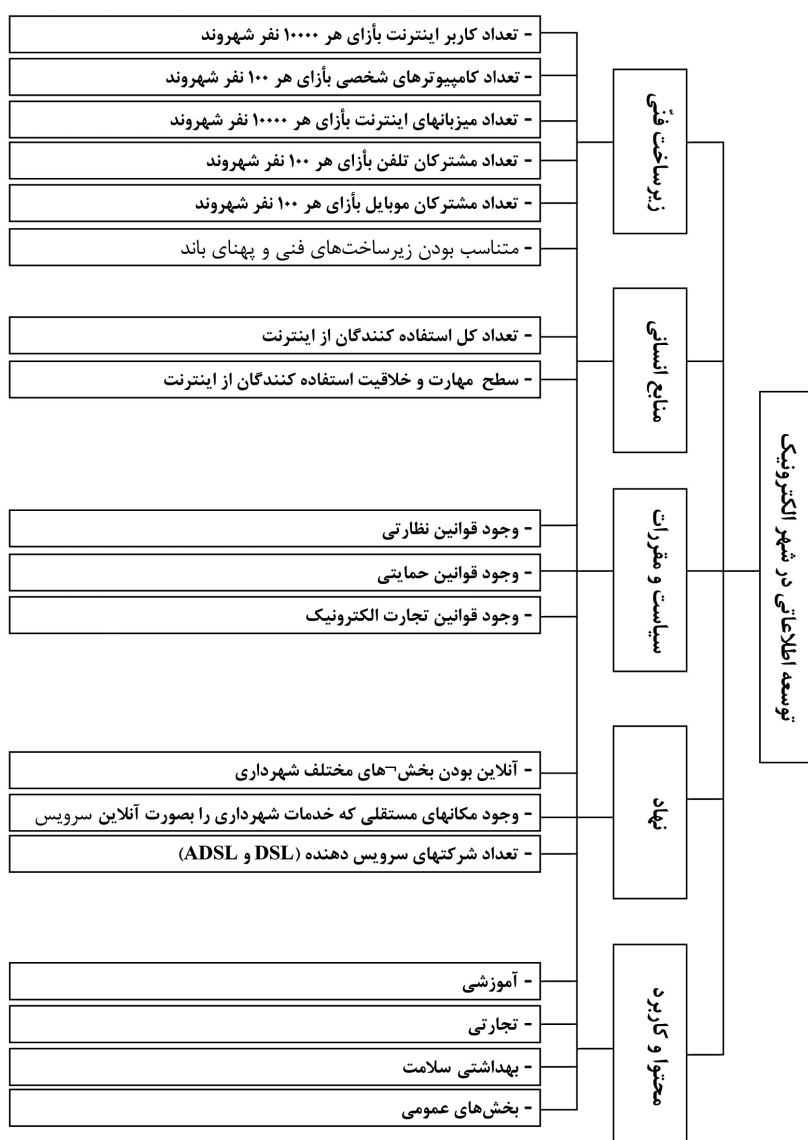 توسعه اطلاعاتی در شهر الکترونیک
زیرساخت فنّی
- تعداد کاربر اینترنت بأزای هر ۱۰۰۰۰ نفر شهروند
- تعداد کامپیوترهای شخصی بأزای هر ۱۰۰ نفر شهروند
- تعداد میزبانهای اینترنت بأزای هر ۱۰۰۰۰ نفر شهروند
- تعداد مشترکان تلفن بأزای هر ۱۰۰ نفر شهروند
- تعداد مشترکان موبایل بأزای هر ۱۰۰ نفر شهروند
- متناسب بودن زیرساخت‌های فنی و پهنای باند
منابع انسانی
- تعداد کل استفاده کنندگان از اینترنت
- سطح مهارت و خلاقیت استفاده کنندگان از اینترنت
سیاست و مقررات
- وجود قوانین نظارتی
- وجود قوانین حمایتی
- وجود قوانین تجارت الکترونیک
نهاد
- آنلاین بودن بخش¬های مختلف شهرداری
- وجود مکانهای مستقلی که خدمات شهرداری را بصورت آنلاین سرویس
- تعداد شرکتهای سرویس دهنده (DSL و ADSL)
محتوا و کاربرد
- آموزشی
- تجارتی
- بهداشتی سلامت
- بخش‌های عمومی